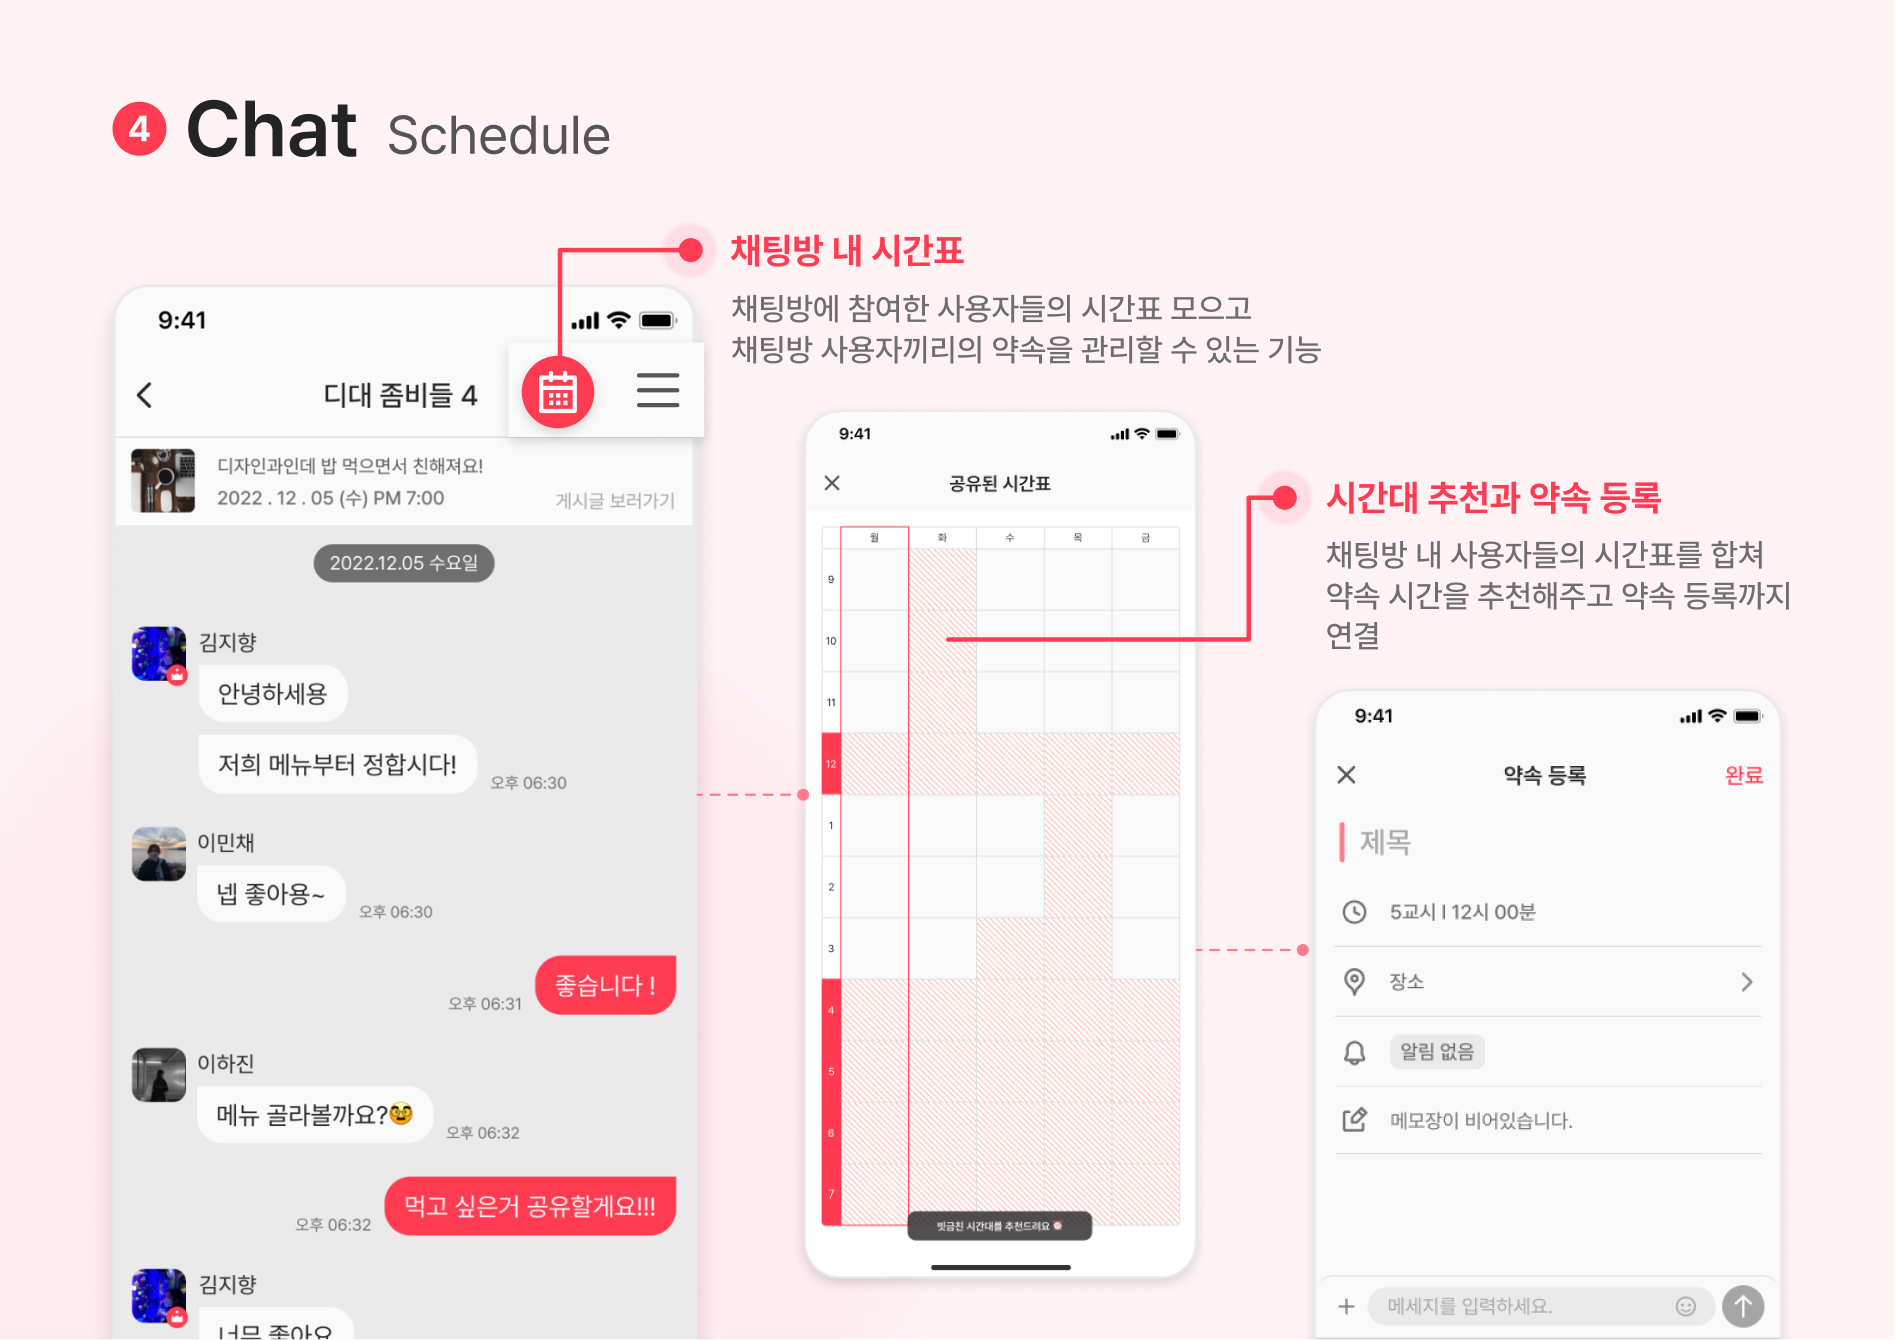 4 Chat Schedule
채팅방 내 시간표
채팅방에 참여한 사용자들의 시간표 모으고
채팅방 사용자끼리의 약속을 관리할 수 있는 기능
9:41
디대 좀비들 4
디자인과인데 밥 먹으면서 친해져요!
2022 . 12 . 05 (수) PM 7:00
게시글 보러가기
2022.12.05 수요일
김지향
안녕하세용
저희 메뉴부터 정합시다!
오후 06:30
이민채
넵 좋아용~
오후 06:30
좋습니다 !
오후 06:31
이하진
메뉴 골라볼까요?🥸
오후 06:32
먹고 싶은거 공유할게요!!!
오후 06:32
김지향
너무 좋아요
9:41
공유된 시간표
월 화 수 목 금
9
10
11
12
1
2
3
4
5
6
7
빗금친 시간대를 추천드려요 ⏰
시간대 추천과 약속 등록
채팅방 내 사용자들의 시간표를 합쳐
약속 시간을 추천해주고 약속 등록까지
연결
9:41
약속 등록
완료
제목
5교시 I 12시 00분
장소
알림 없음
메모장이 비어있습니다.
메세지를 입력하세요.